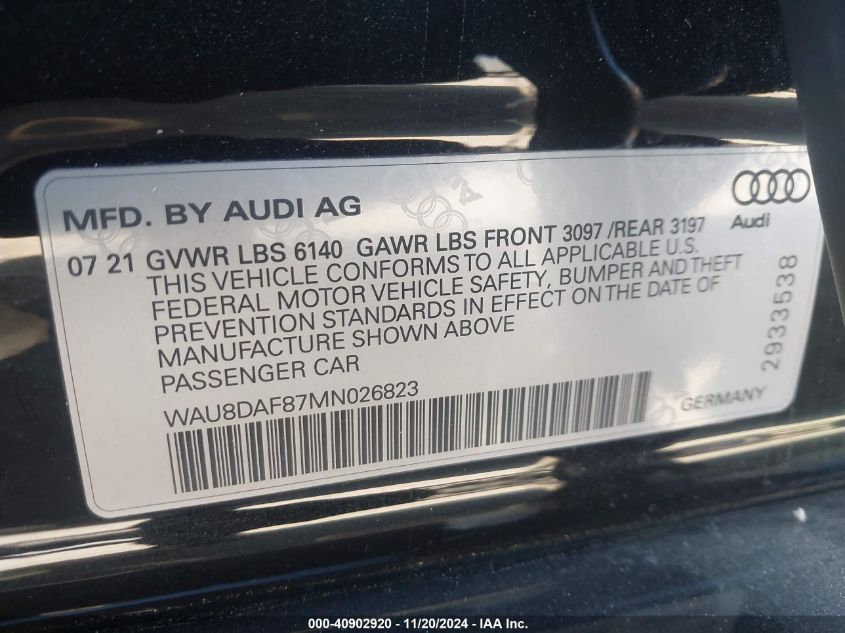 MFD. BY AUDI AG
Audi
07 21 GVWR LBS 6140 GAWR LBS FRONT 3097 /REAR 3197
THIS VEHICLE CONFORMS TO ALL APPLICABLE U.S.
FEDERAL MOTOR VEHICLE SAFETY, BUMPER AND THEFT
PREVENTION STANDARDS IN EFFECT ON THE DATE OF
MANUFACTURE SHOWN ABOVE
PASSENGER CAR
2933538
WAU8DAF87MN026823
GERMANY
000-40902920 - 11/20/2024 - IAA Inc.